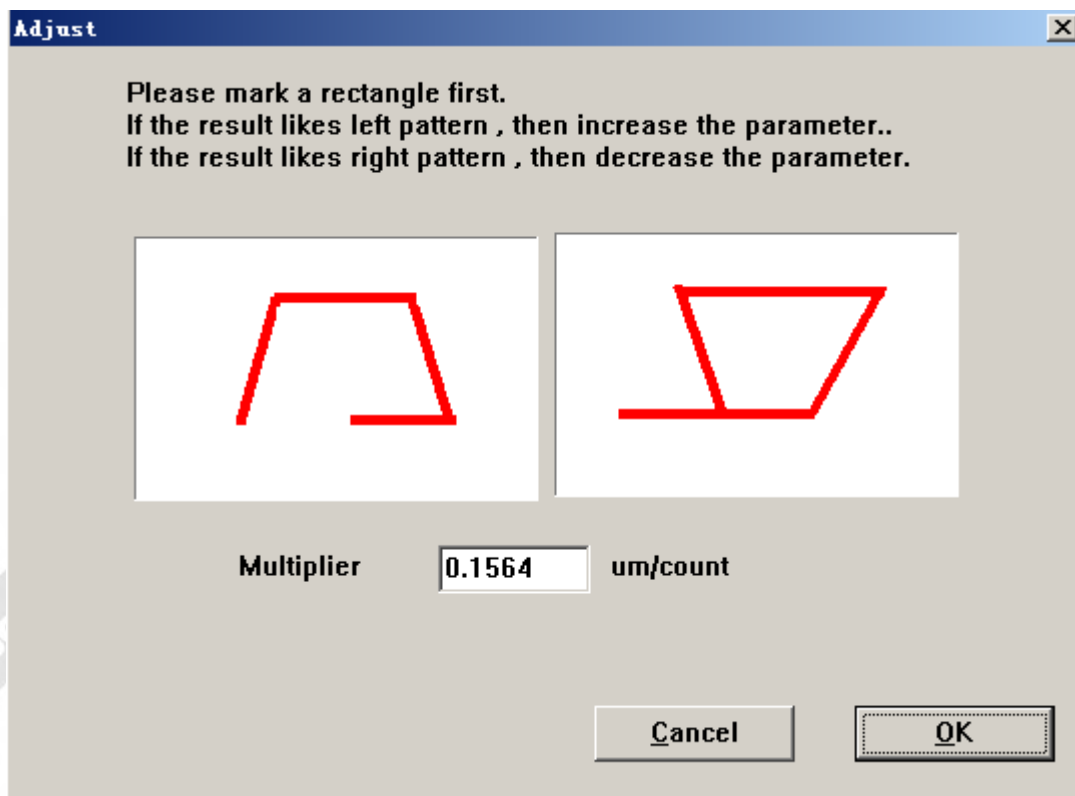 Adjust
Please mark a rectangle first.
If the result likes left pattern , then increase the parameter..
If the result likes right pattern , then decrease the parameter.
Multiplier 0.1564 um/count
Cancel OK